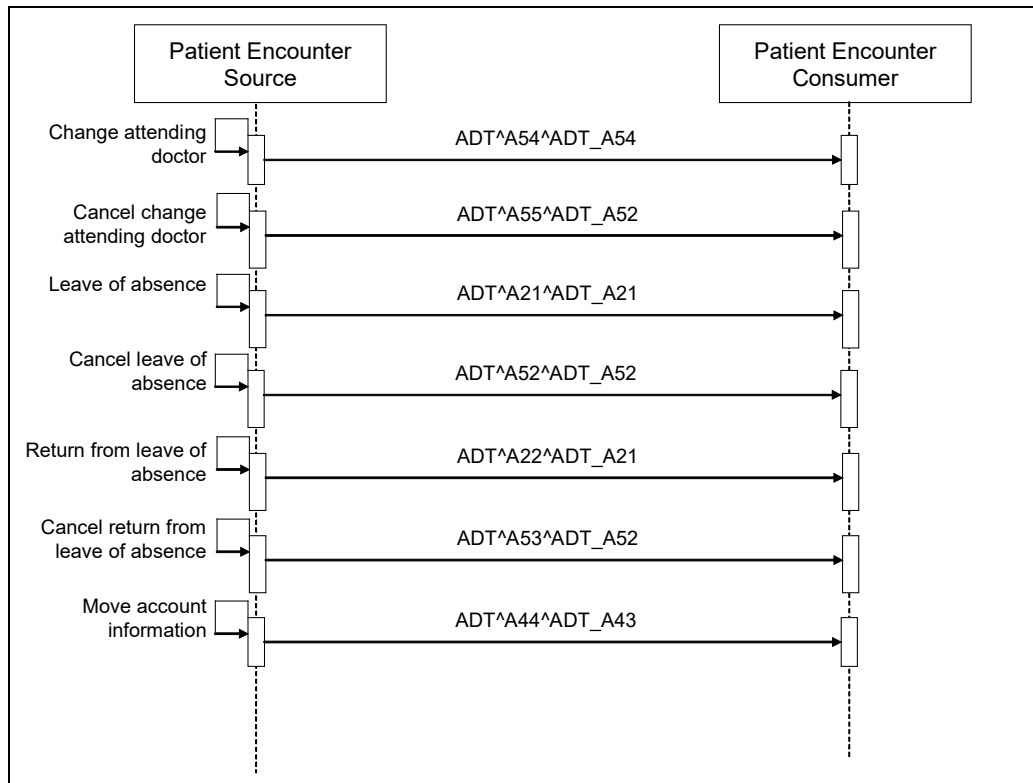 Patient Encounter
Source
Patient Encounter
Consumer
Change attending
doctor
ADT^A54^ADT_A54
Cancel change
attending doctor
ADT^A55^ADT_A52
Leave of absence
ADT^A21^ADT_A21
Cancel leave of
absence
ADT^A52^ADT_A52
Return from leave of
absence
ADT^A22^ADT_A21
Cancel return from
leave of absence
ADT^A53^ADT_A52
Move account
information
ADT^A44^ADT_A43